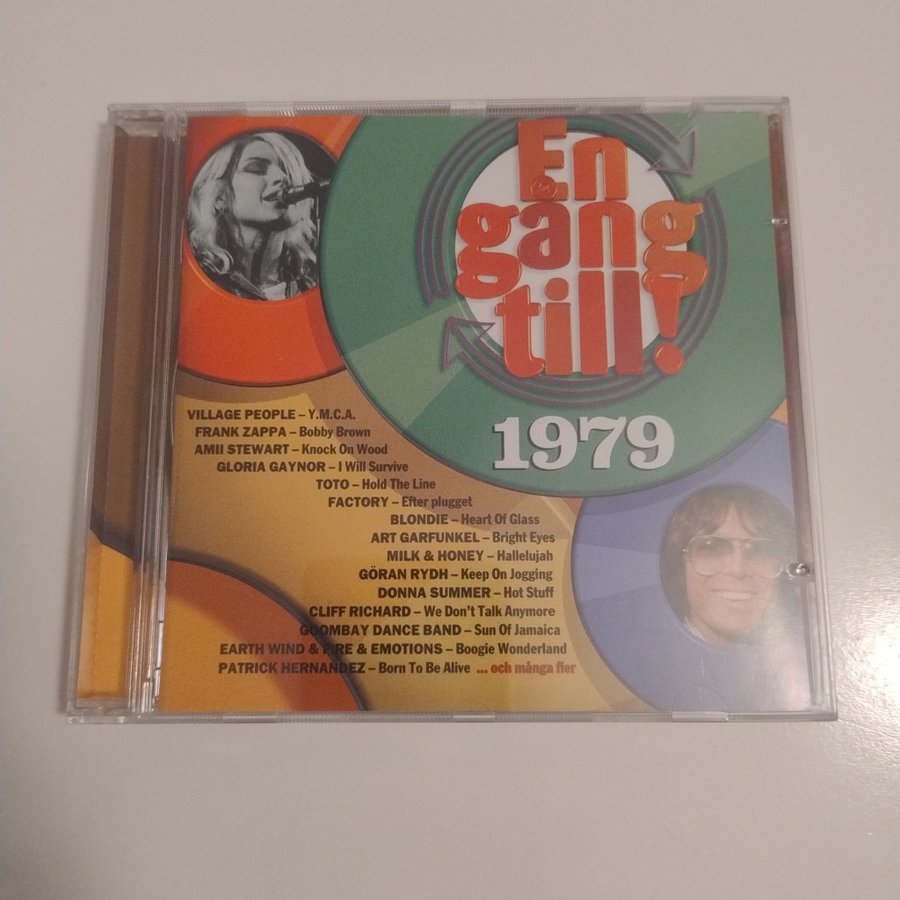 En
gång
till!
1979
VILLAGE PEOPLE – Y.M.C.A.
FRANK ZAPPA – Bobby Brown
AMII STEWART – Knock On Wood
GLORIA GAYNOR – I Will Survive
TOTO – Hold The Line
FACTORY – Efter plugget
BLONDIE – Heart Of Glass
ART GARFUNKEL – Bright Eyes
MILK & HONEY – Hallelujah
GÖRAN RYDH – Keep On Jogging
DONNA SUMMER – Hot Stuff
CLIFF RICHARD – We Don't Talk Anymore
GOOMBAY DANCE BAND – Sun Of Jamaica
EARTH WIND & FIRE & EMOTIONS – Boogie Wonderland
PATRICK HERNANDEZ – Born To Be Alive ... och många fler